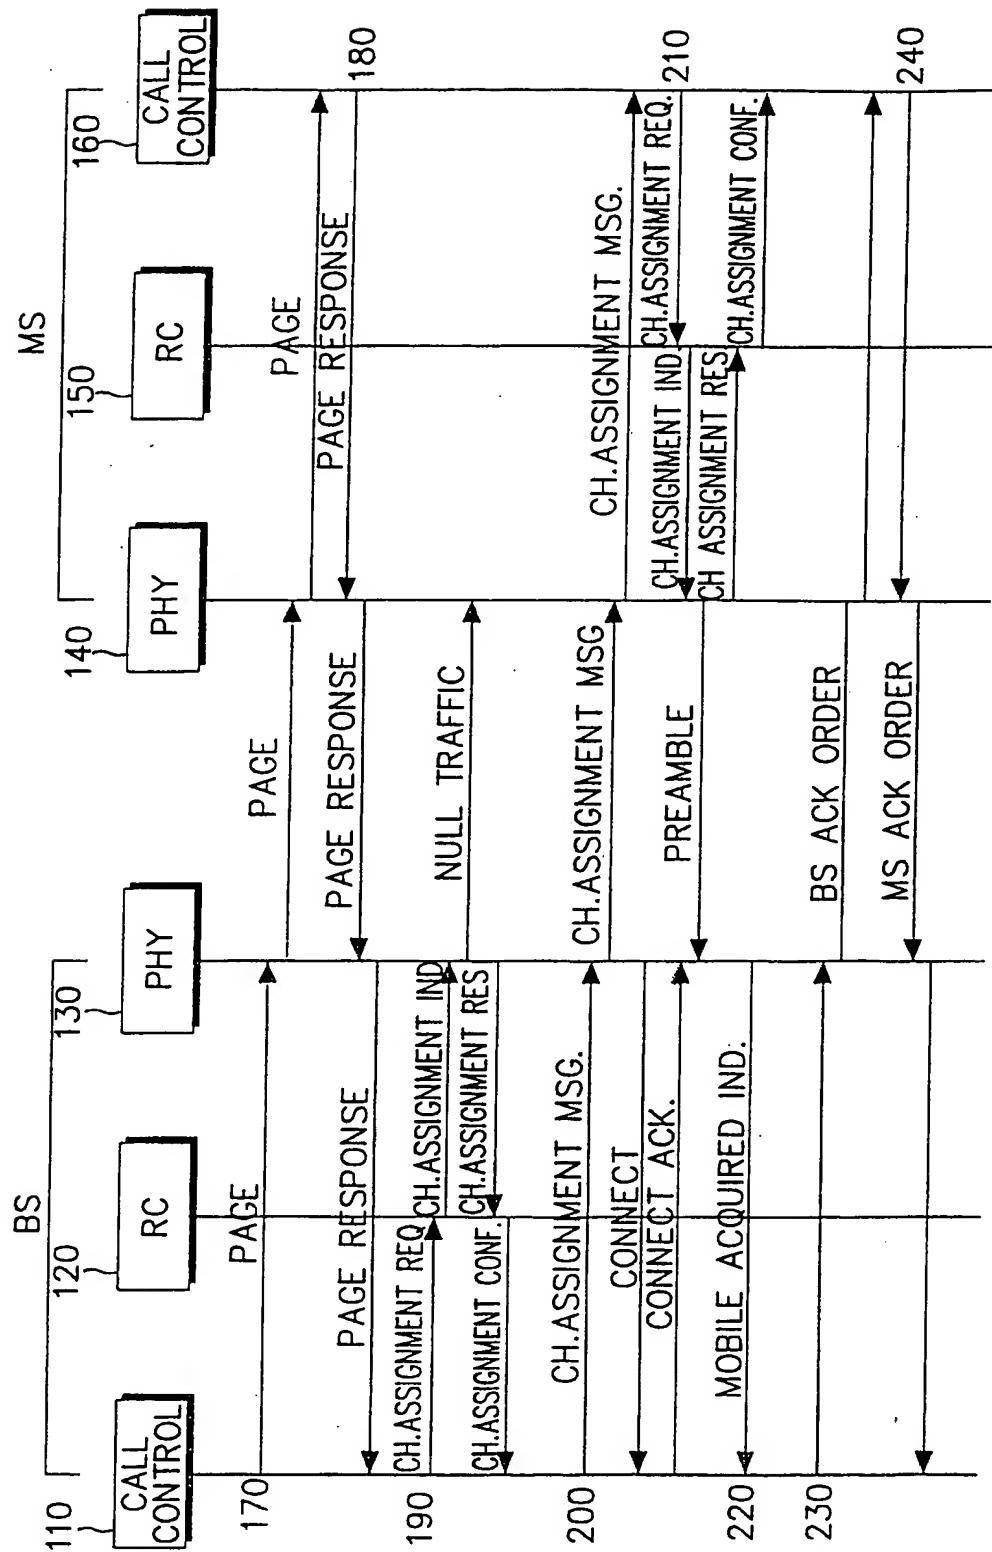 BS
MS
110
120
130
140
150
160
CALL
CONTROL
RC
PHY
PHY
RC
CALL
CONTROL
170
PAGE
PAGE
PAGE
180
PAGE RESPONSE
PAGE RESPONSE
PAGE RESPONSE
190
CH.ASSIGNMENT REQ
CH.ASSIGNMENT IND
NULL TRAFFIC
CH.ASSIGNMENT RES
CH.ASSIGNMENT CONF.
200
CH.ASSIGNMENT MSG.
CH.ASSIGNMENT MSG
CH.ASSIGNMENT MSG.
CONNECT
CONNECT ACK.
210
CH.ASSIGNMENT REQ.
CH.ASSIGNMENT IND.
PREAMBLE
CH ASSIGNMENT RES
CH.ASSIGNMENT CONF.
220
MOBILE ACQUIRED IND.
230
BS ACK ORDER
240
MS ACK ORDER